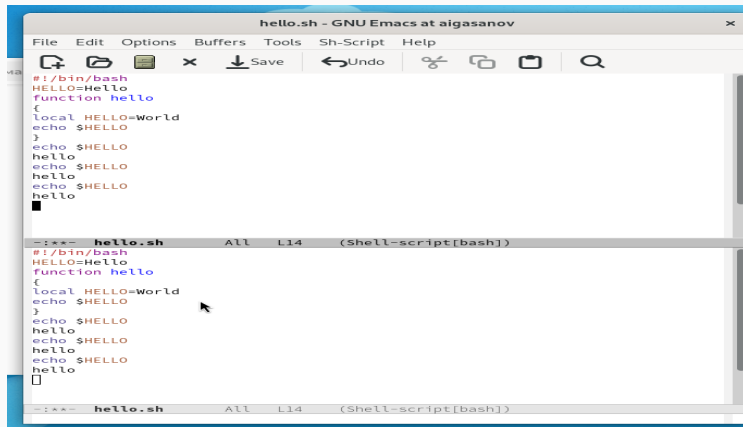 hello.sh - GNU Emacs at aigasanov
File Edit Options Buffers Tools Sh-Script Help
Save Undo
#!/bin/bash
HELLO=Hello
function hello
{
local HELLO=World
echo $HELLO
}
echo $HELLO
hello
echo $HELLO
hello
echo $HELLO
hello
-:**- hello.sh All L14 (Shell-script[bash])
#!/bin/bash
HELLO=Hello
function hello
{
local HELLO=World
echo $HELLO
}
echo $HELLO
hello
echo $HELLO
hello
echo $HELLO
hello
-:**- hello.sh All L14 (Shell-script[bash])